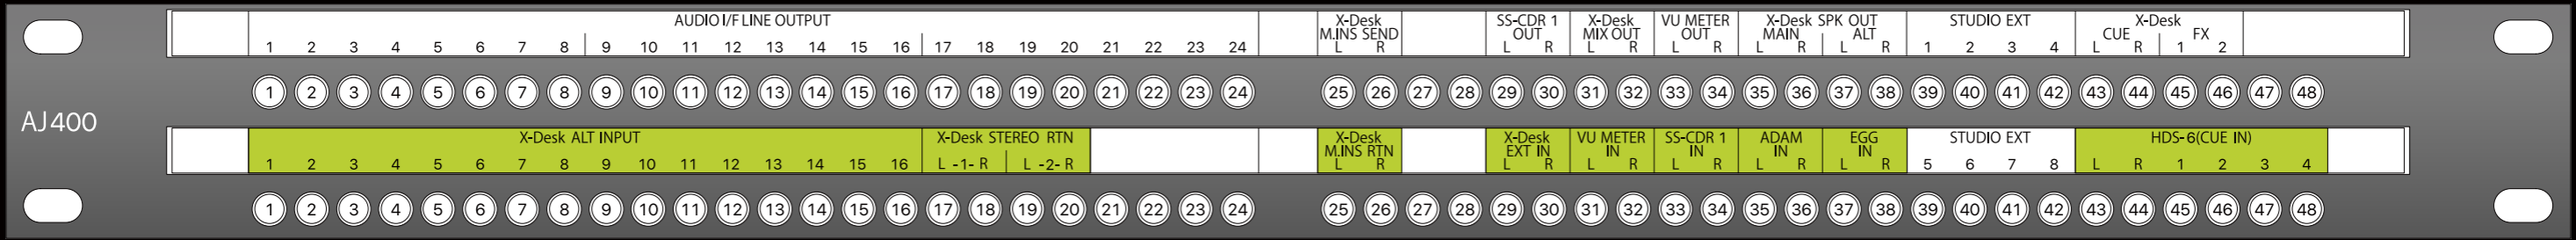 AUDIO I/F LINE OUTPUT X-Desk SS-CDR 1 X-Desk VU METER X-Desk SPK OUT STUDIO EXT X-Desk
M.INS SEND OUT MIX OUT OUT MAIN ALT CUE FX
1 2 3 4 5 6 7 8 9 10 11 12 13 14 15 16 17 18 19 20 21 22 23 24 L R L R L R L R L R L R 1 2 3 4 L R 1 2
1 2 3 4 5 6 7 8 9 10 11 12 13 14 15 16 17 18 19 20 21 22 23 24 25 26 27 28 29 30 31 32 33 34 35 36 37 38 39 40 41 42 43 44 45 46 47 48
AJ400
X-Desk ALT INPUT X-Desk STEREO RTN X-Desk X-Desk VU METER SS-CDR 1 ADAM EGG STUDIO EXT HDS-6(CUE IN)
M.INS RTN EXT IN IN IN IN IN
1 2 3 4 5 6 7 8 9 10 11 12 13 14 15 16 L -1- R L -2- R L R L R L R L R L R L R 5 6 7 8 L R 1 2 3 4
1 2 3 4 5 6 7 8 9 10 11 12 13 14 15 16 17 18 19 20 21 22 23 24 25 26 27 28 29 30 31 32 33 34 35 36 37 38 39 40 41 42 43 44 45 46 47 48